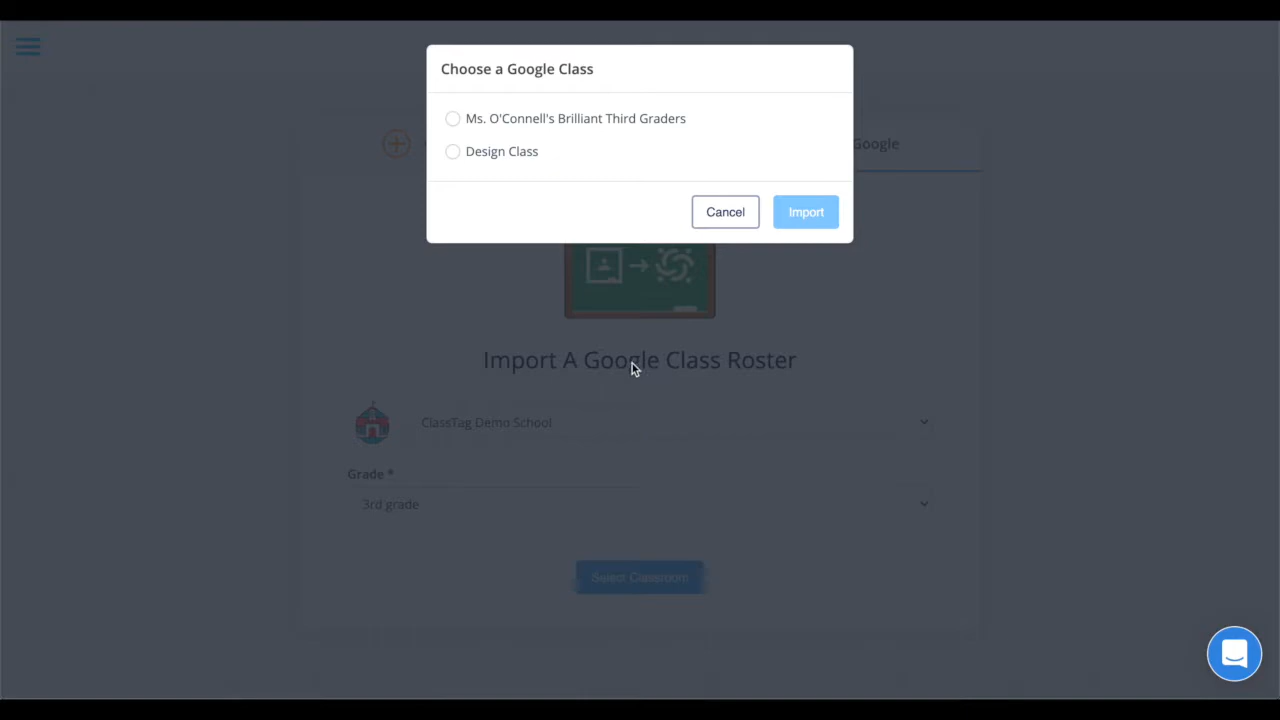 Choose a Google Class
Ms. O'Connell's Brilliant Third Graders
Design Class
Google
Cancel
Import
Import A Google Class Roster
ClassTag Demo School
Grade *
3rd grade
Select Classroom